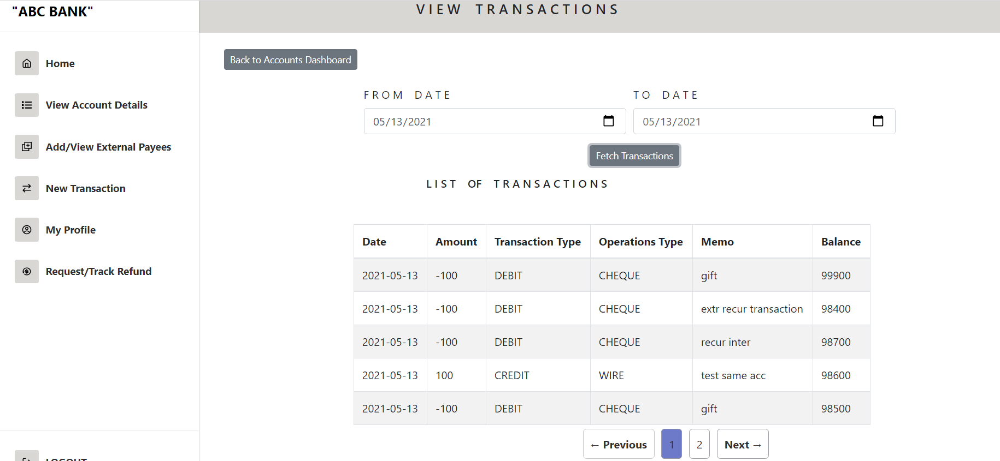 "ABC BANK"
VIEW TRANSACTIONS
Home
View Account Details
Add/View External Payees
New Transaction
My Profile
Request/Track Refund
LOGOUT
Back to Accounts Dashboard
FROM DATE TO DATE
05/13/2021 05/13/2021
Fetch Transactions
LIST OF TRANSACTIONS
Date Amount Transaction Type Operations Type Memo Balance
2021-05-13 -100 DEBIT CHEQUE gift 99900
2021-05-13 -100 DEBIT CHEQUE extr recur transaction 98400
2021-05-13 -100 DEBIT CHEQUE recur inter 98700
2021-05-13 100 CREDIT WIRE test same acc 98600
2021-05-13 -100 DEBIT CHEQUE gift 98500
← Previous 1 2 Next →